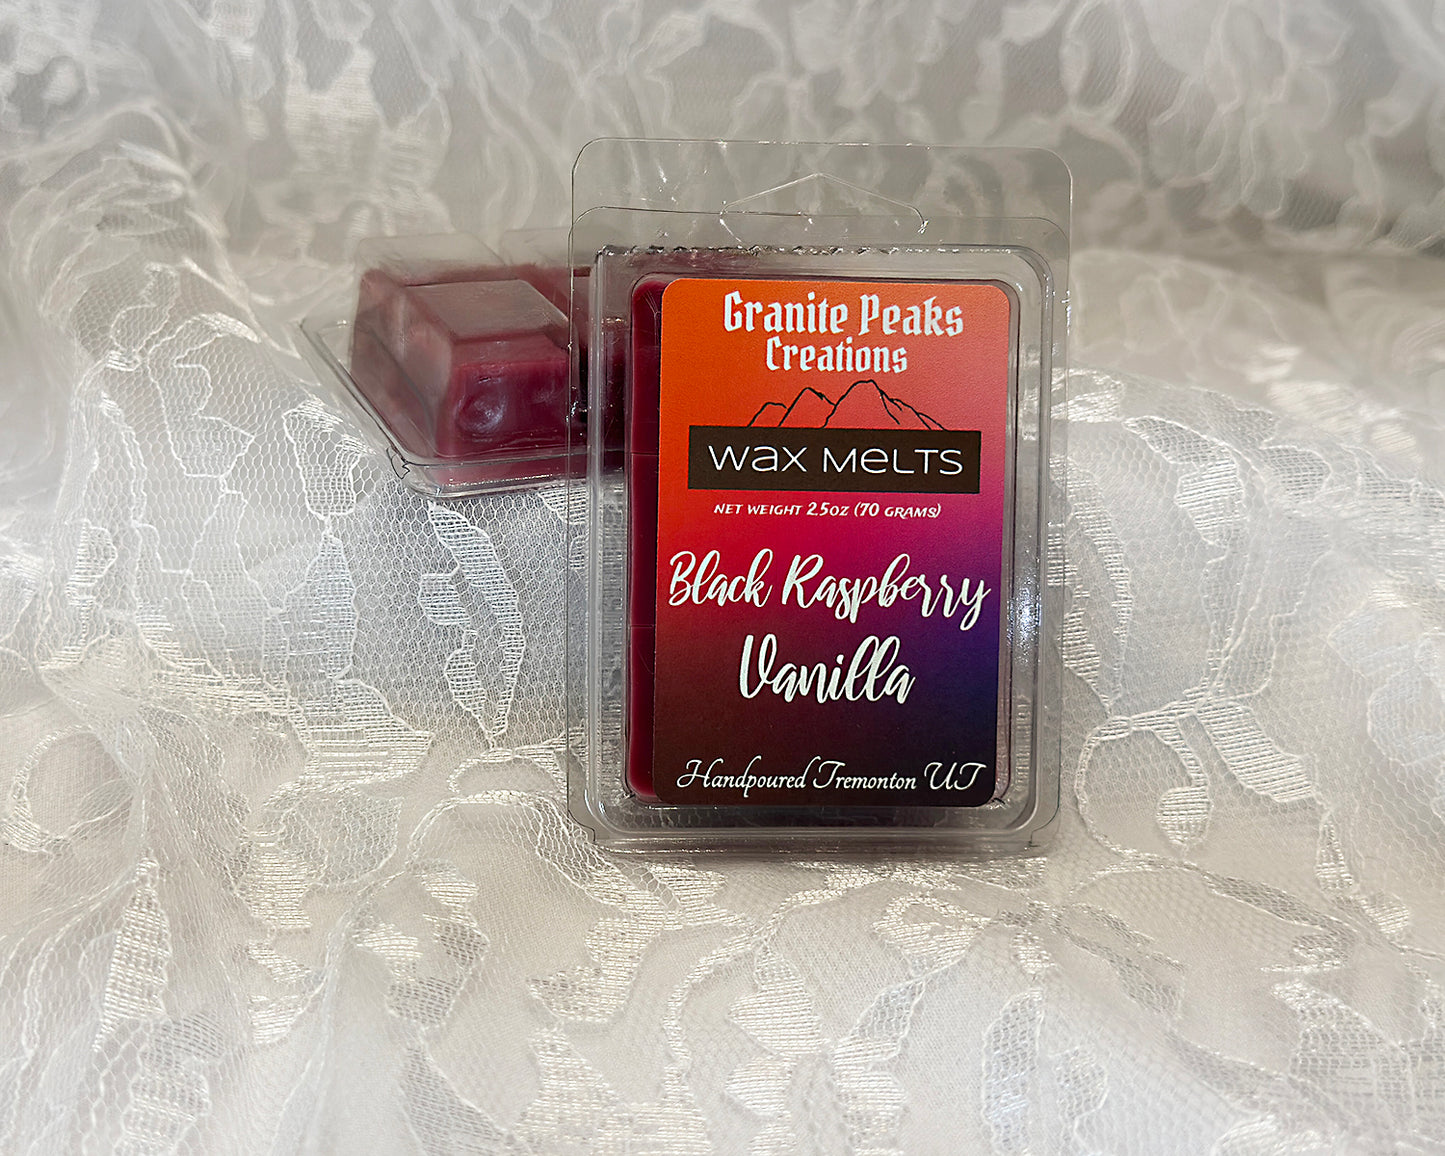 Granite Peaks
Creations
WAX MELTS
NET WEIGHT 2.5OZ (70 GRAMS)
Black Raspberry
Vanilla
Handpoured Tremonton UT